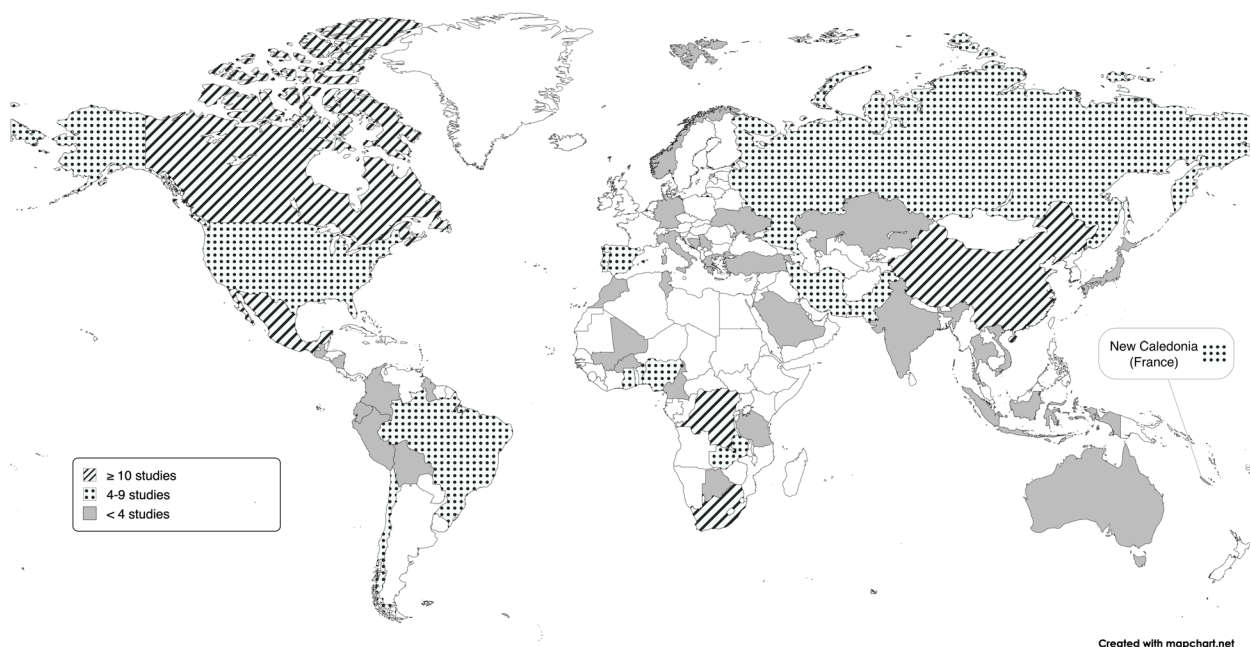 New Caledonia
(France)
≥ 10 studies
4-9 studies
< 4 studies
Created with mapchart.net